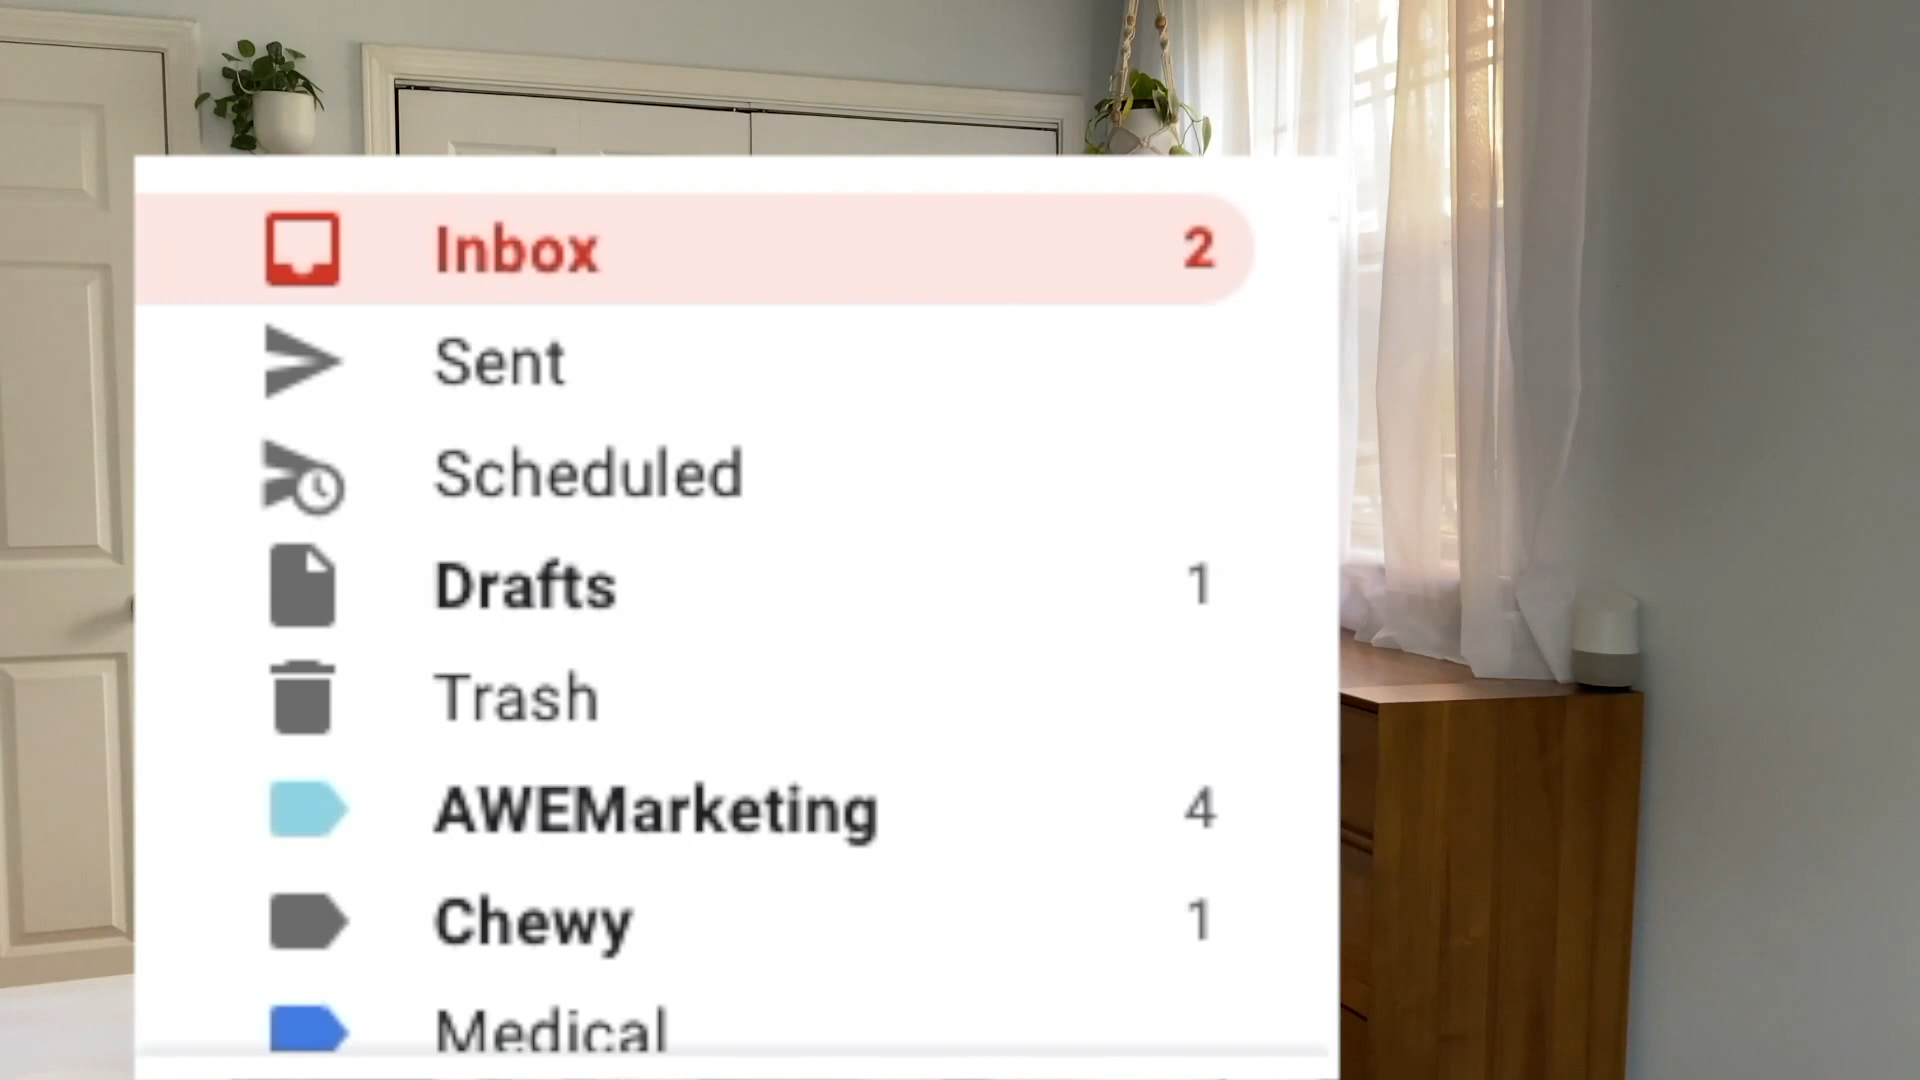 Inbox 2
Sent
Scheduled
Drafts 1
Trash
AWEMarketing 4
Chewy 1
Medical